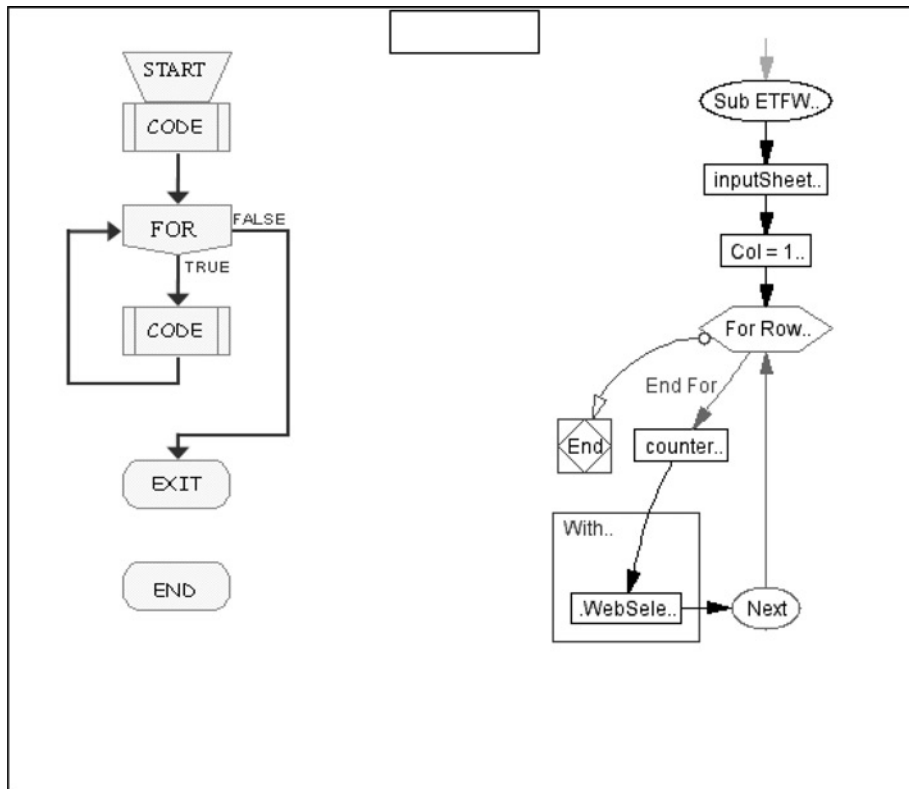 START
CODE
FOR
FALSE
TRUE
CODE
EXIT
END
Sub ETFW..
inputSheet..
Col = 1..
For Row..
End For
End
counter..
With..
.WebSele..
Next